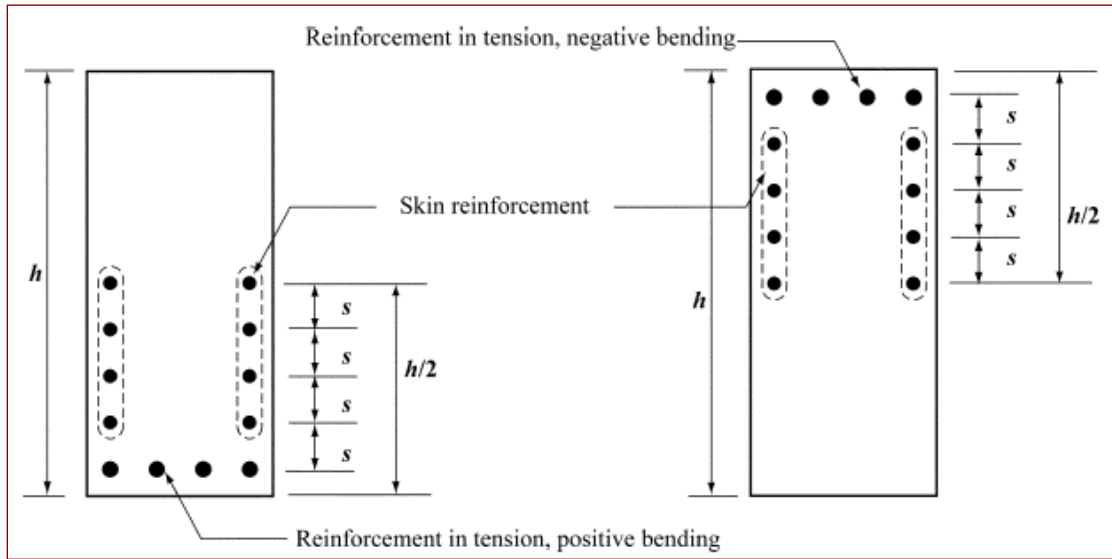 Reinforcement in tension, negative bending
h
s
s
s
s
h/2
Skin reinforcement
h
s
s
s
s
h/2
h
Reinforcement in tension, positive bending